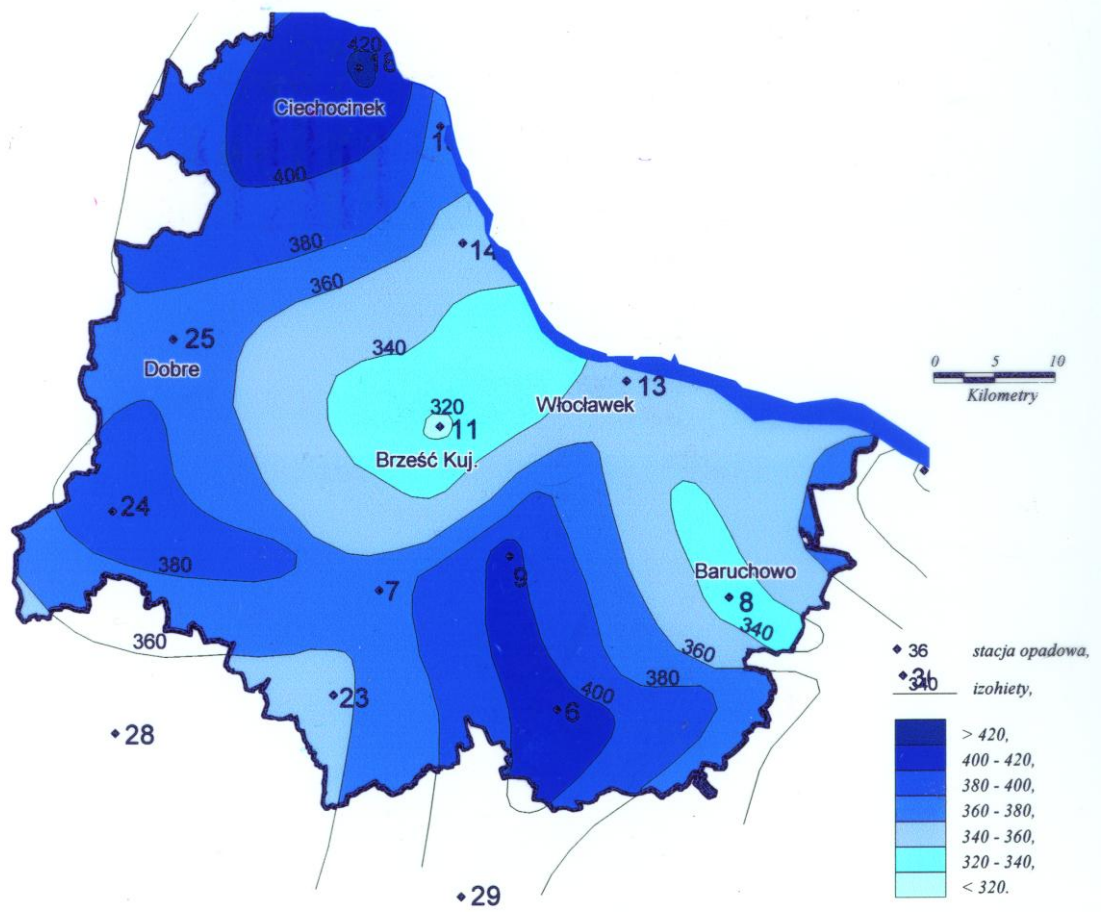 420
Ciechocinek
400
380
14
360
25
340
Dobre
0 5 10
Kilometry
13
320
Włocławek
11
Brześć Kuj.
24
380
Baruchowo
9
7
8
340
360
360
36 stacja opadowa,
380
400
23
340 izohiety,
6
28
> 420,
400 - 420,
380 - 400,
360 - 380,
340 - 360,
320 - 340,
< 320.
29